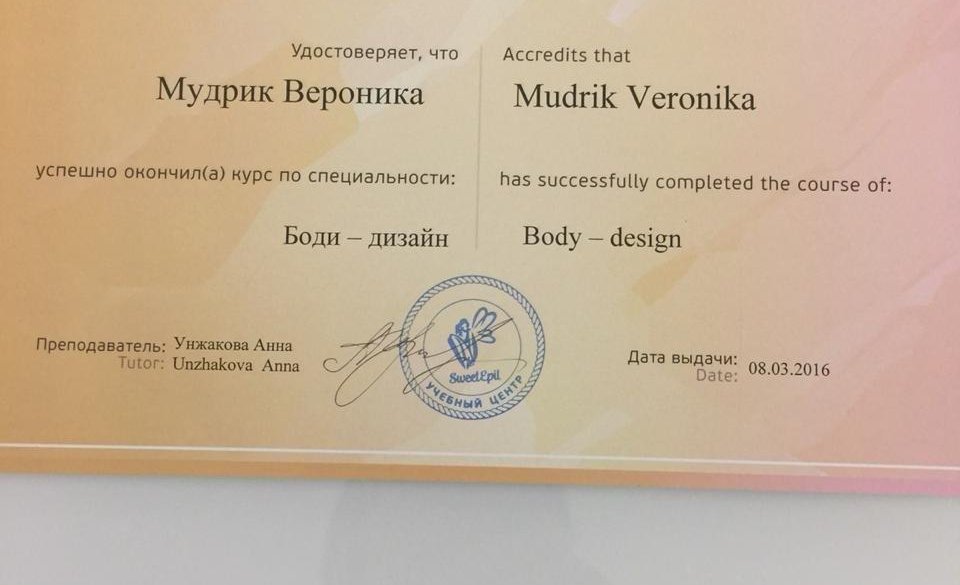 Удостоверяет, что
Мудрик Вероника
успешно окончил(а) курс по специальности:
Боди – дизайн
Accredits that
Mudrik Veronika
has successfully completed the course of:
Body – design
Преподаватель: Унжакова Анна
Tutor: Unzhakova Anna
SweetEpil
УЧЕБНЫЙ ЦЕНТР
Дата выдачи:
Date: 08.03.2016